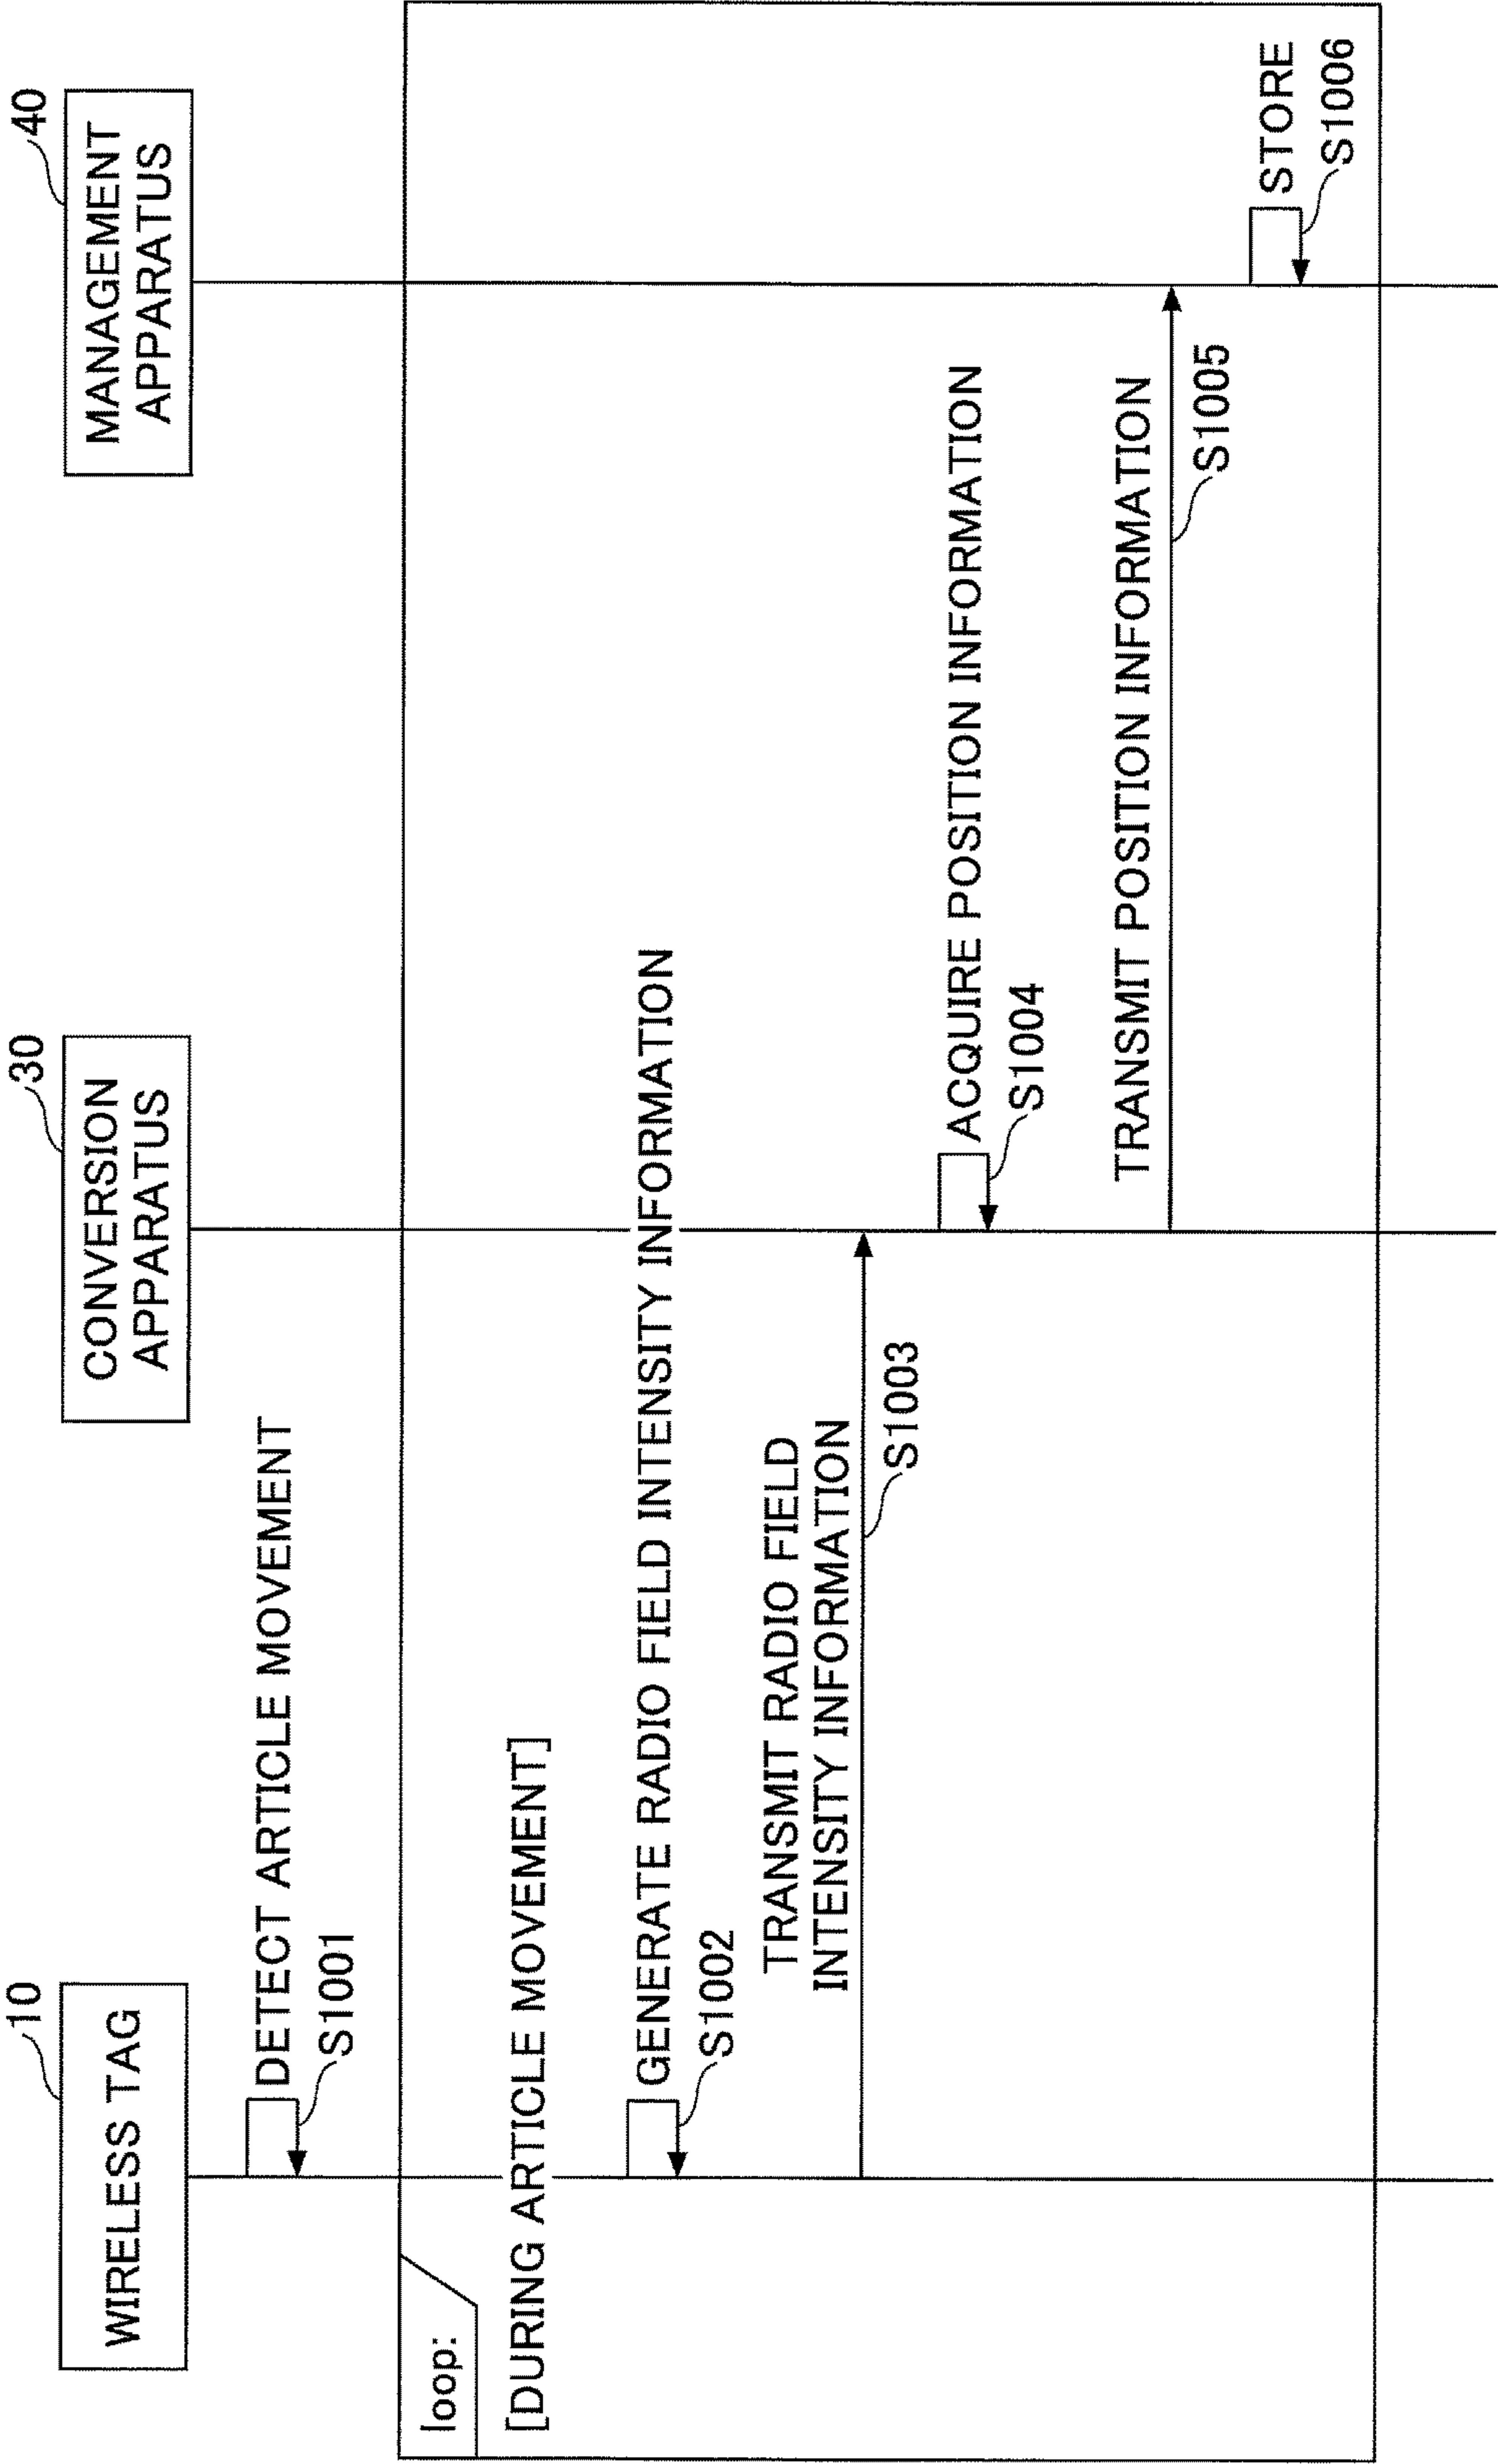 10
WIRELESS TAG
30
CONVERSION
APPARATUS
40
MANAGEMENT
APPARATUS
DETECT ARTICLE MOVEMENT
S1001
loop:
[DURING ARTICLE MOVEMENT]
GENERATE RADIO FIELD INTENSITY INFORMATION
S1002
TRANSMIT RADIO FIELD
INTENSITY INFORMATION
S1003
ACQUIRE POSITION INFORMATION
S1004
TRANSMIT POSITION INFORMATION
S1005
STORE
S1006